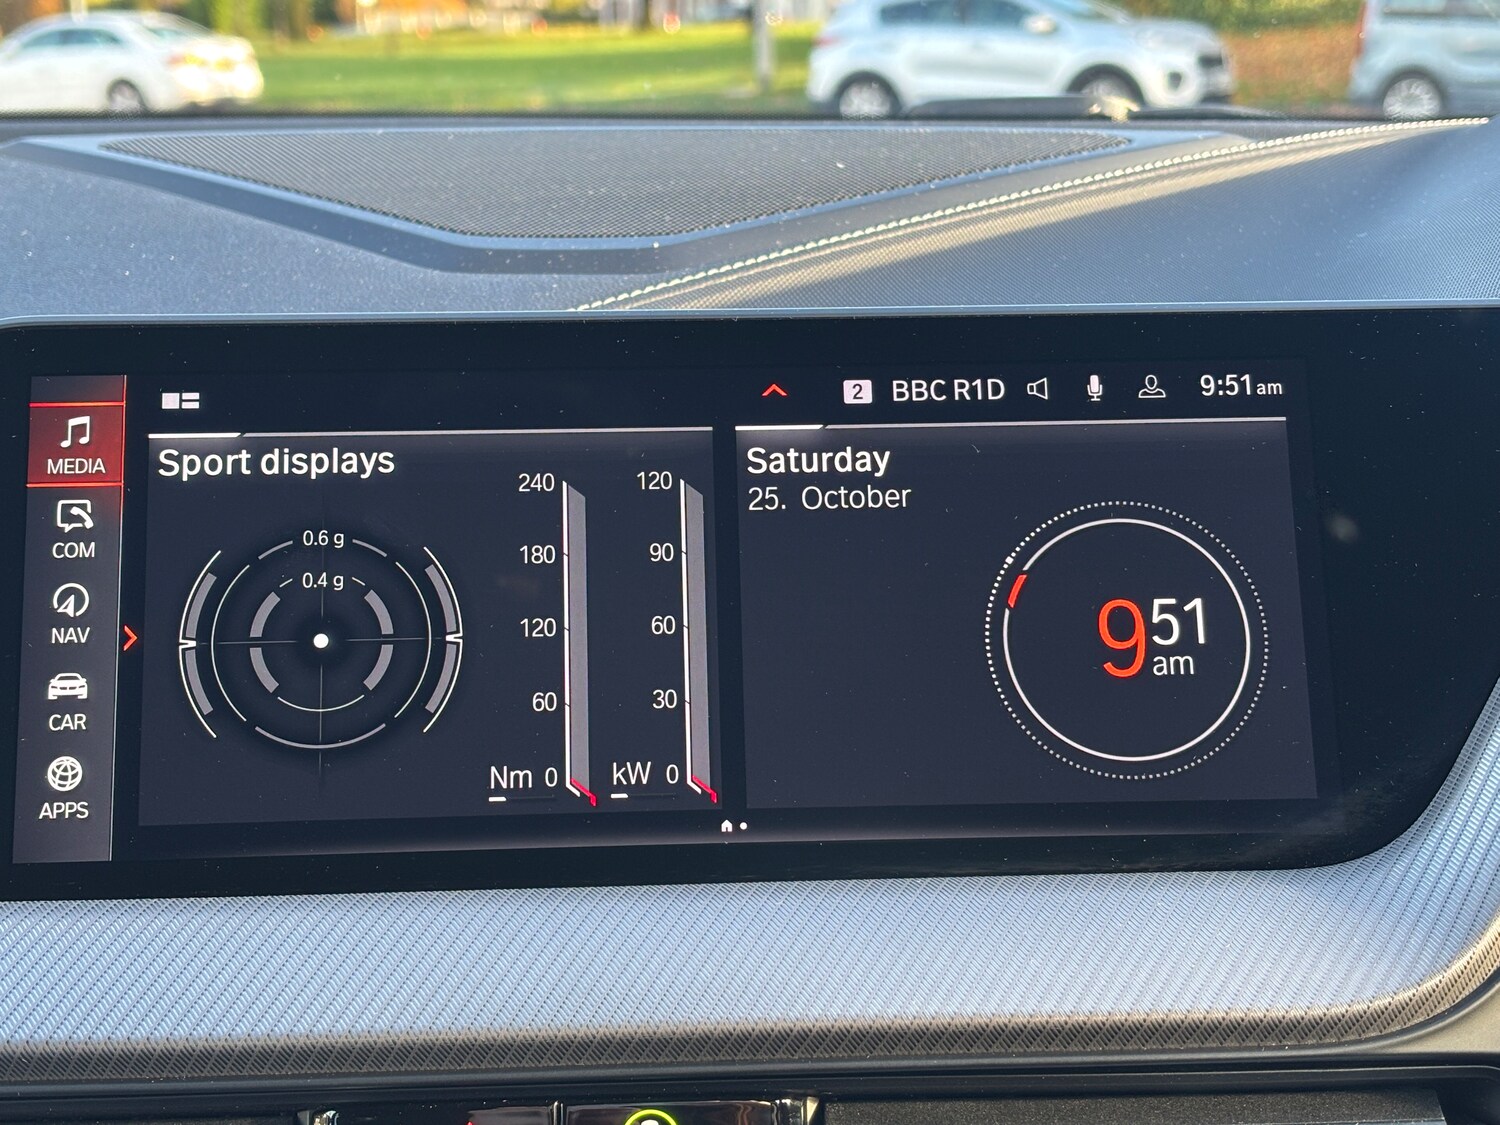 2 BBC R1D 9:51 am
MEDIA
COM
NAV
CAR
APPS
Sport displays
0.6 g
0.4 g
240
180
120
60
Nm 0
120
90
60
30
kW 0
Saturday
25. October
9 51
am